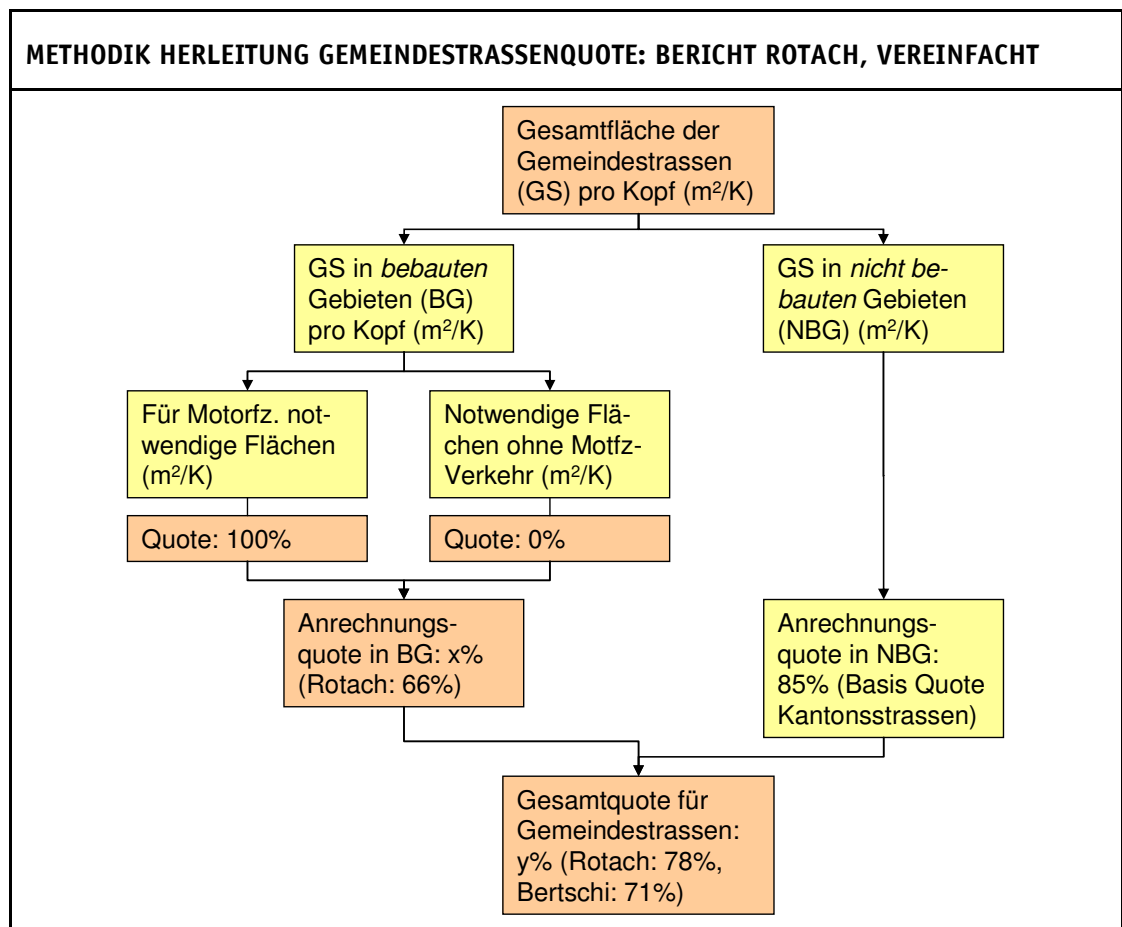 METHODIK HERLEITUNG GEMEINDESTRASSENQUOTE: BERICHT ROTACH, VEREINFACHT
Gesamtfläche der
Gemeindestrassen
(GS) pro Kopf (m²/K)
GS in bebauten
Gebieten (BG)
pro Kopf (m²/K)
GS in nicht be-
bauten Gebieten
(NBG) (m²/K)
Für Motorfz. not-
wendige Flächen
(m²/K)
Notwendige Flä-
chen ohne Motfz-
Verkehr (m²/K)
Quote: 100%
Quote: 0%
Anrechnungs-
quote in BG: x%
(Rotach: 66%)
Anrechnungs-
quote in NBG:
85% (Basis Quote
Kantonsstrassen)
Gesamtquote für
Gemeindestrassen:
y% (Rotach: 78%,
Bertschi: 71%)